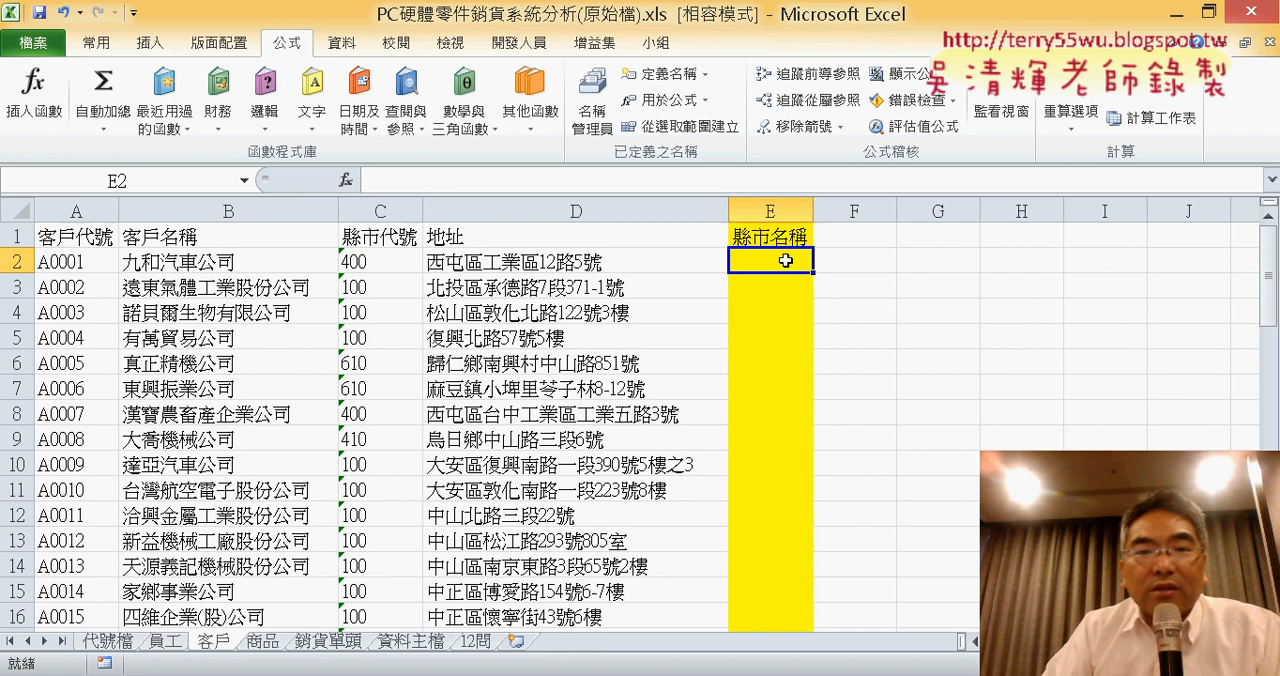 PC硬體零件銷貨系統分析(原始檔).xls [相容模式] - Microsoft Excel
檔案 常用 插入 版面配置 公式 資料 校閱 檢視 開發人員 增益集 小組
http://terry55wu.blogspot.tw
吳清輝老師錄製
fx Σ ? A θ
插入函數 自動加總 最近用過的函數 財務 邏輯 文字 日期及時間 查閱與參照 數學與三角函數 其他函數
名稱管理員 定義名稱 用於公式 從選取範圍建立
追蹤前導參照 追蹤從屬參照 移除箭號 顯示公 錯誤檢查 評估值公式 監看視窗
重算選項 計算工作表
函數程式庫 已定義之名稱 公式稽核 計算
E2 fx
A B C D E F G H I J
1 客戶代號 客戶名稱 縣市代號 地址 縣市名稱
2 A0001 九和汽車公司 400 西屯區工業區12路5號
3 A0002 遠東氣體工業股份公司 100 北投區承德路7段371-1號
4 A0003 諾貝爾生物有限公司 100 松山區敦化北路122號3樓
5 A0004 有萬貿易公司 100 復興北路57號5樓
6 A0005 真正精機公司 610 歸仁鄉南興村中山路851號
7 A0006 東興振業公司 610 麻豆鎮小埤里苓子林8-12號
8 A0007 漢寶農畜產企業公司 400 西屯區台中工業區工業五路3號
9 A0008 大喬機械公司 410 烏日鄉中山路三段6號
10 A0009 達亞汽車公司 100 大安區復興南路一段390號5樓之3
11 A0010 台灣航空電子股份公司 100 大安區敦化南路一段223號8樓
12 A0011 洽興金屬工業股份公司 100 中山北路三段22號
13 A0012 新益機械工廠股份公司 100 中山區松江路293號805室
14 A0013 天源義記機械股份公司 100 中山區南京東路3段65號2樓
15 A0014 家鄉事業公司 100 中正區博愛路154號6-7樓
16 A0015 四維企業(股)公司 100 中正區懷寧街43號6樓
代號檔 員工 客戶 商品 銷貨單頭 資料主檔 12問
就緒